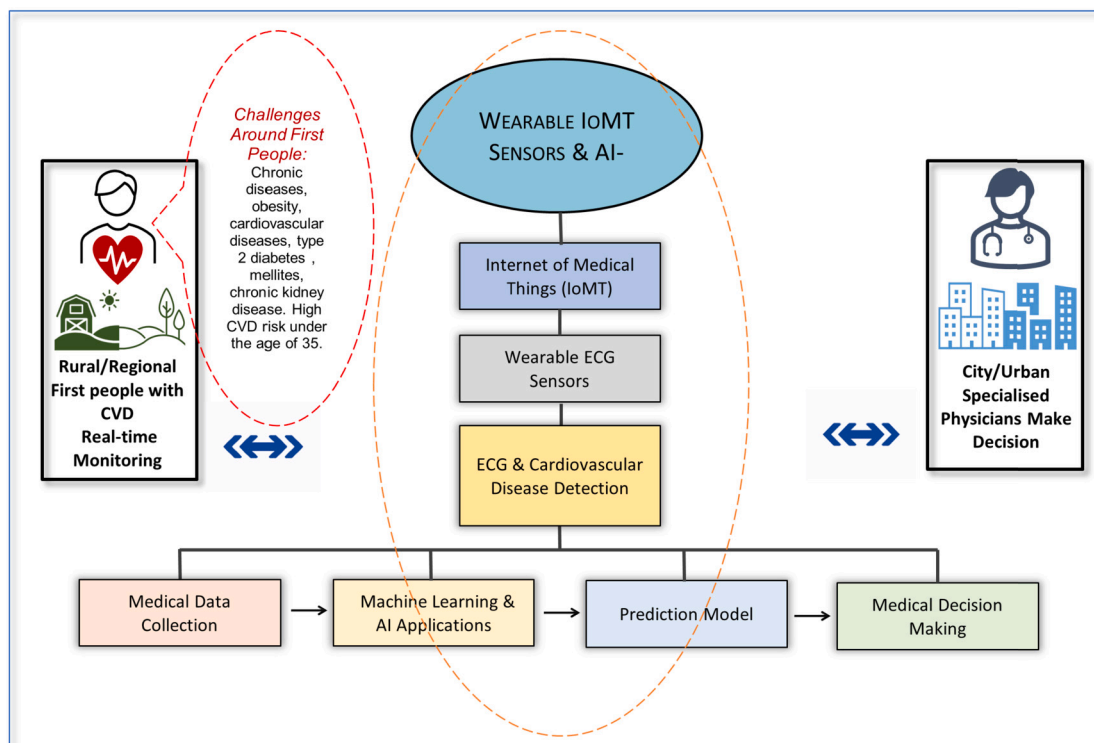 Challenges
Around First
People:
Chronic
diseases,
obesity,
cardiovascular
diseases, type
2 diabetes ,
mellites,
chronic kidney
disease. High
CVD risk under
the age of 35.
Rural/Regional
First people with
CVD
Real-time
Monitoring
WEARABLE IOMT
SENSORS & AI-
Internet of Medical
Things (IoMT)
Wearable ECG
Sensors
ECG & Cardiovascular
Disease Detection
City/Urban
Specialised
Physicians Make
Decision
Medical Data
Collection
Machine Learning &
AI Applications
Prediction Model
Medical Decision
Making